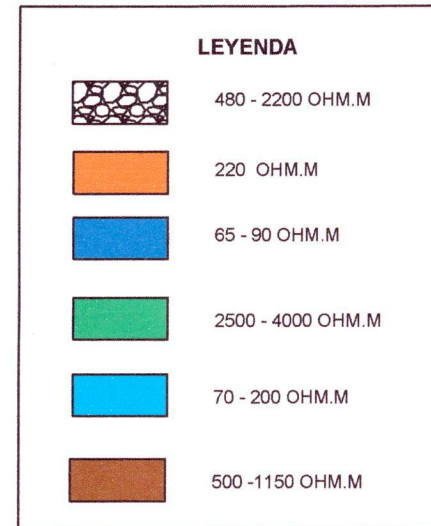 LEYENDA
480 - 2200 OHM.M
220 OHM.M
65 - 90 OHM.M
2500 - 4000 OHM.M
70 - 200 OHM.M
500 -1150 OHM.M